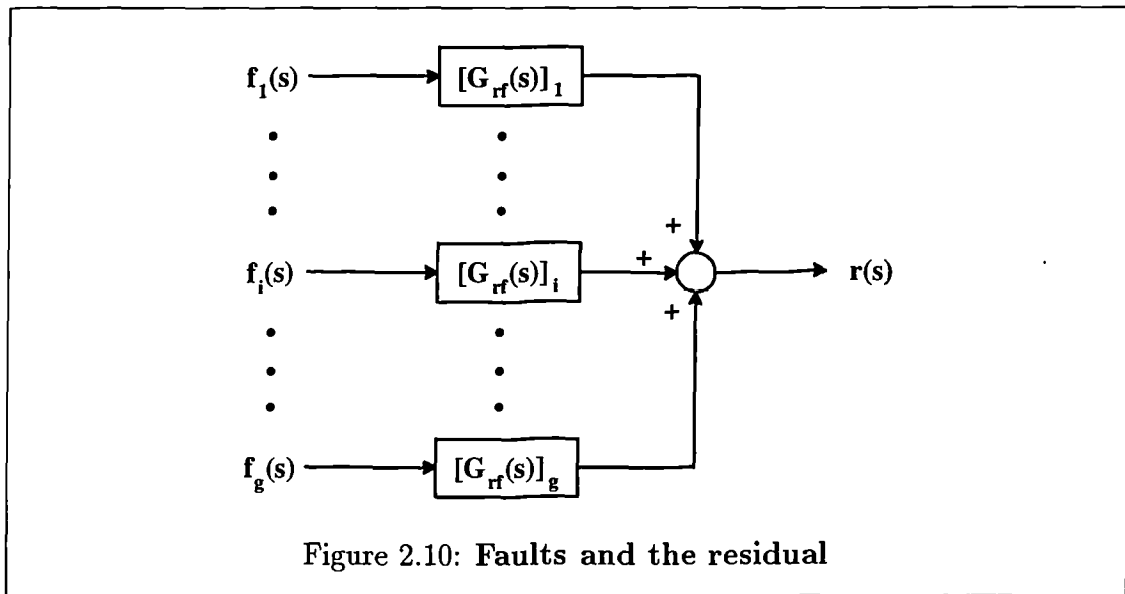 f_1(s) [G_rf(s)]_1
+
f_i(s) [G_rf(s)]_i + r(s)
+
f_g(s) [G_rf(s)]_g
Figure 2.10: Faults and the residual